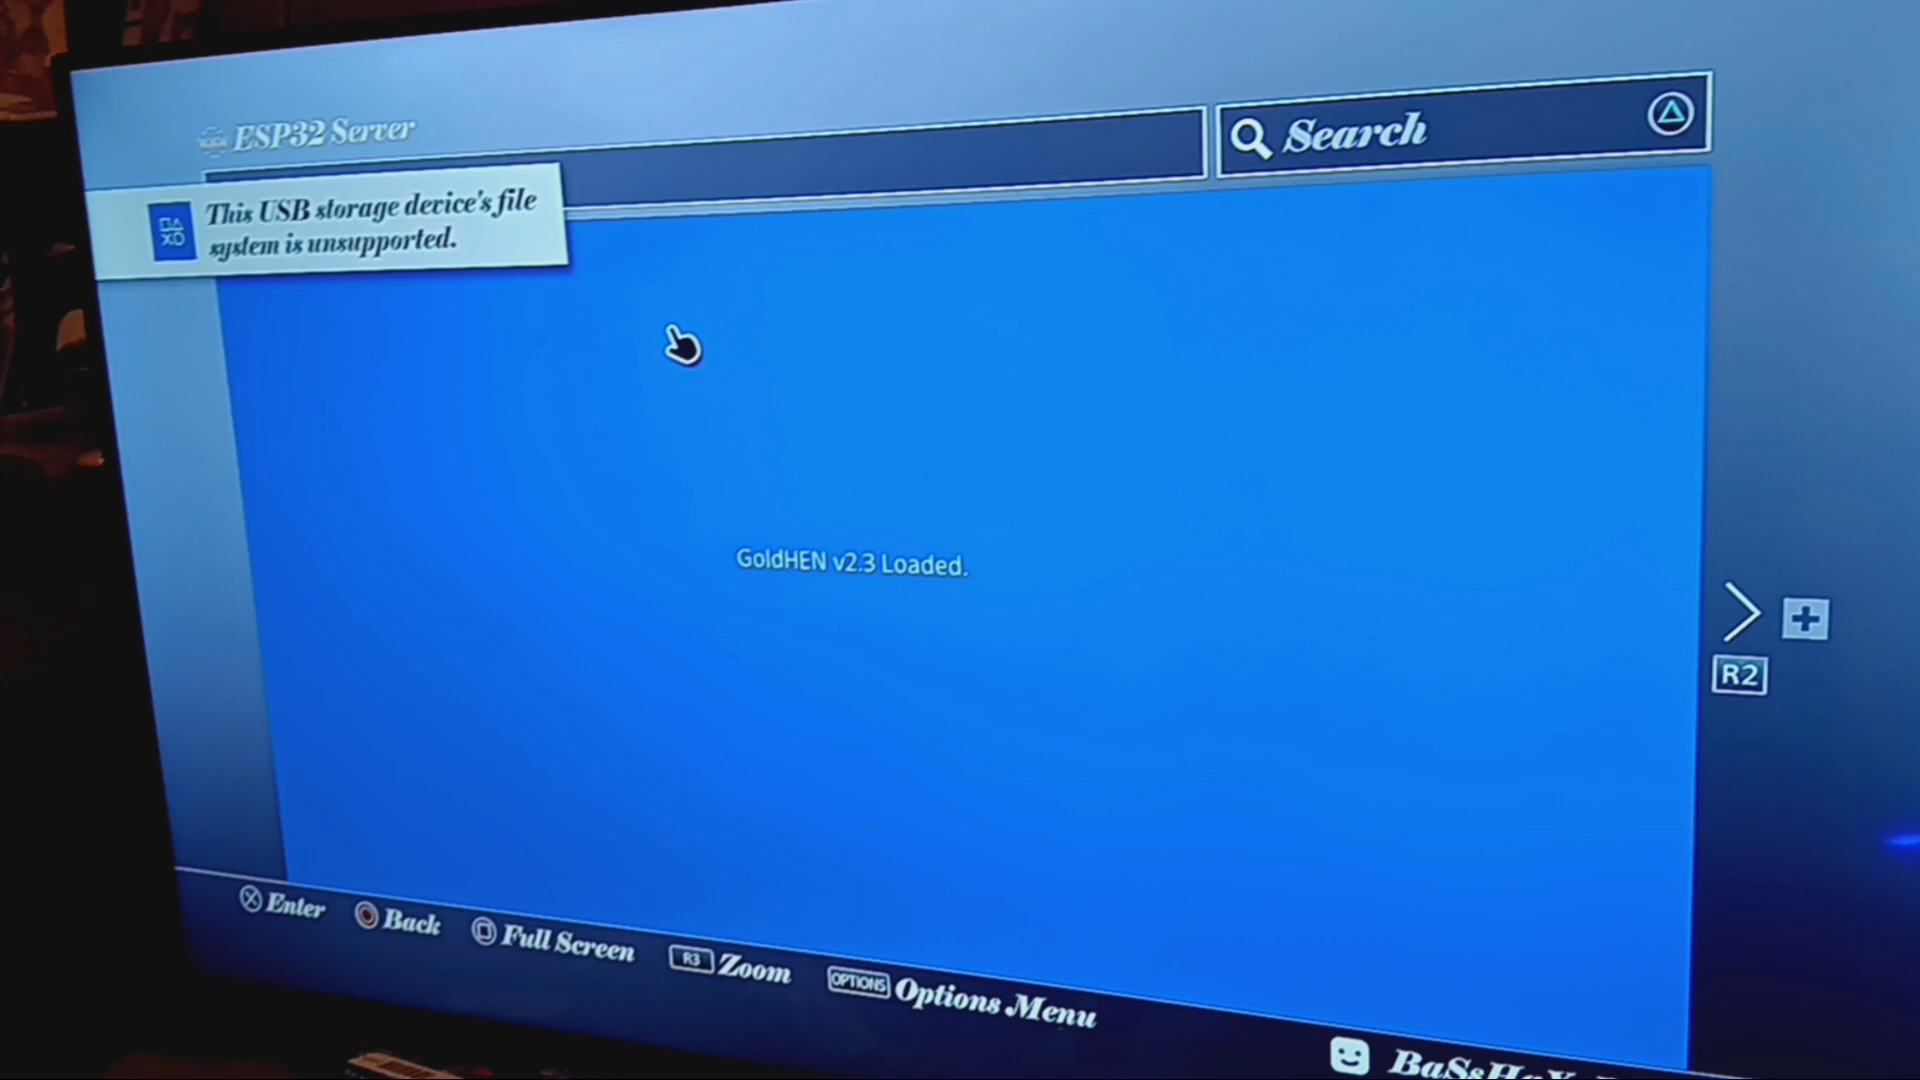 ESP32 Server
Search
This USB storage device's file
system is unsupported.
GoldHEN v2.3 Loaded.
R2
Enter
Back
Full Screen
R3 Zoom
OPTIONS Options Menu